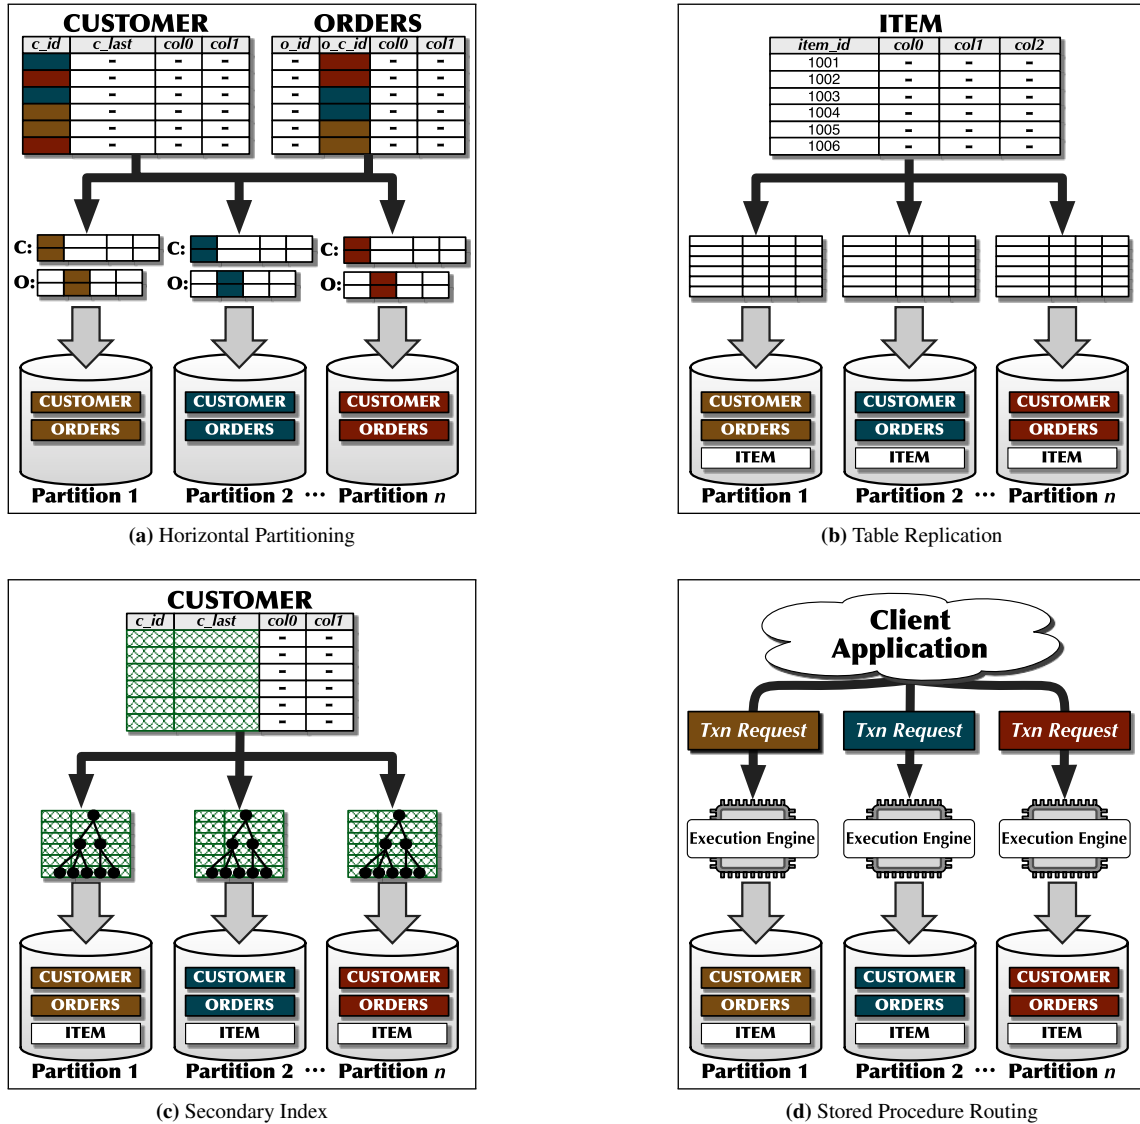 CUSTOMER ORDERS
c_id c_last col0 col1 o_id o_c_id col0 col1
- - - - - -
- - - - - -
- - - - - -
- - - - - -
- - - - - -
- - - - - -
C: C: C:
O: O: O:
CUSTOMER CUSTOMER CUSTOMER
ORDERS ORDERS ORDERS
Partition 1 Partition 2 ... Partition n
(a) Horizontal Partitioning
ITEM
item_id col0 col1 col2
1001 - - -
1002 - - -
1003 - - -
1004 - - -
1005 - - -
1006 - - -
CUSTOMER CUSTOMER CUSTOMER
ORDERS ORDERS ORDERS
ITEM ITEM ITEM
Partition 1 Partition 2 ... Partition n
(b) Table Replication
CUSTOMER
c_id c_last col0 col1
- -
- -
- -
- -
- -
- -
CUSTOMER CUSTOMER CUSTOMER
ORDERS ORDERS ORDERS
ITEM ITEM ITEM
Partition 1 Partition 2 ... Partition n
(c) Secondary Index
Client
Application
Txn Request Txn Request Txn Request
Execution Engine Execution Engine Execution Engine
CUSTOMER CUSTOMER CUSTOMER
ORDERS ORDERS ORDERS
ITEM ITEM ITEM
Partition 1 Partition 2 ... Partition n
(d) Stored Procedure Routing